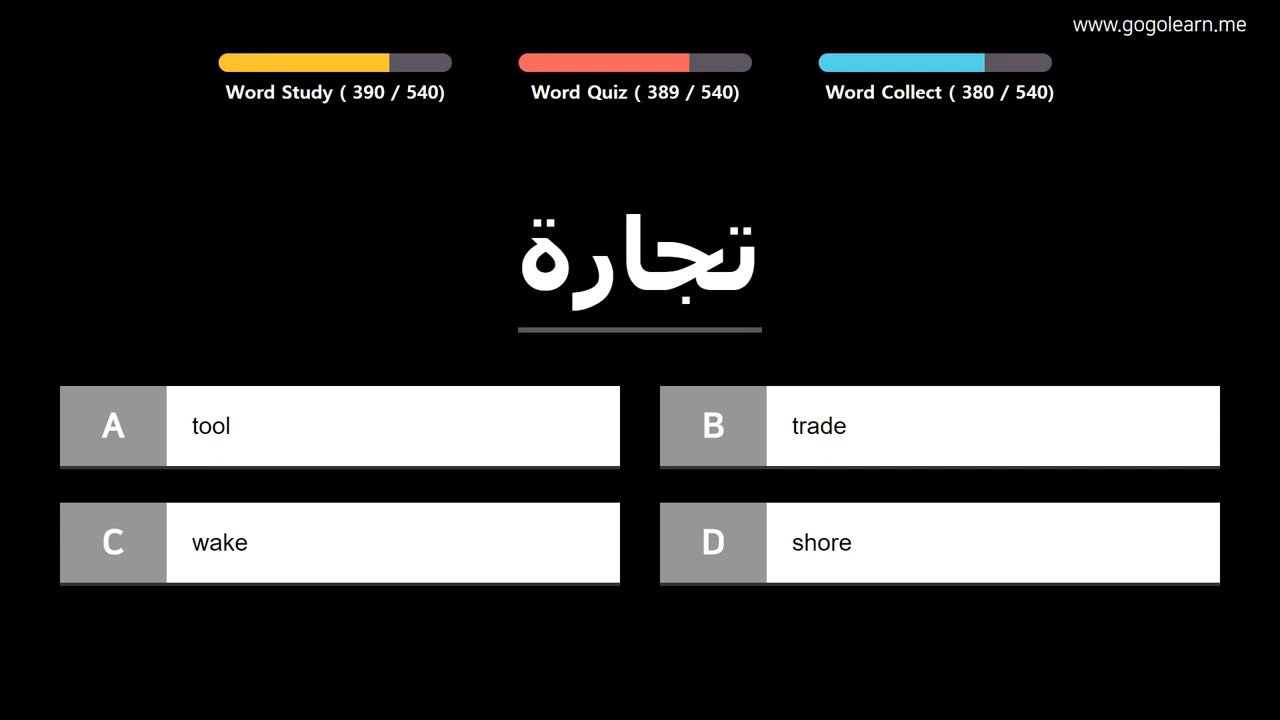 www.gogolearn.me
Word Study ( 390 / 540)
Word Quiz ( 389 / 540)
Word Collect ( 380 / 540)
تجارة
A tool
B trade
C wake
D shore